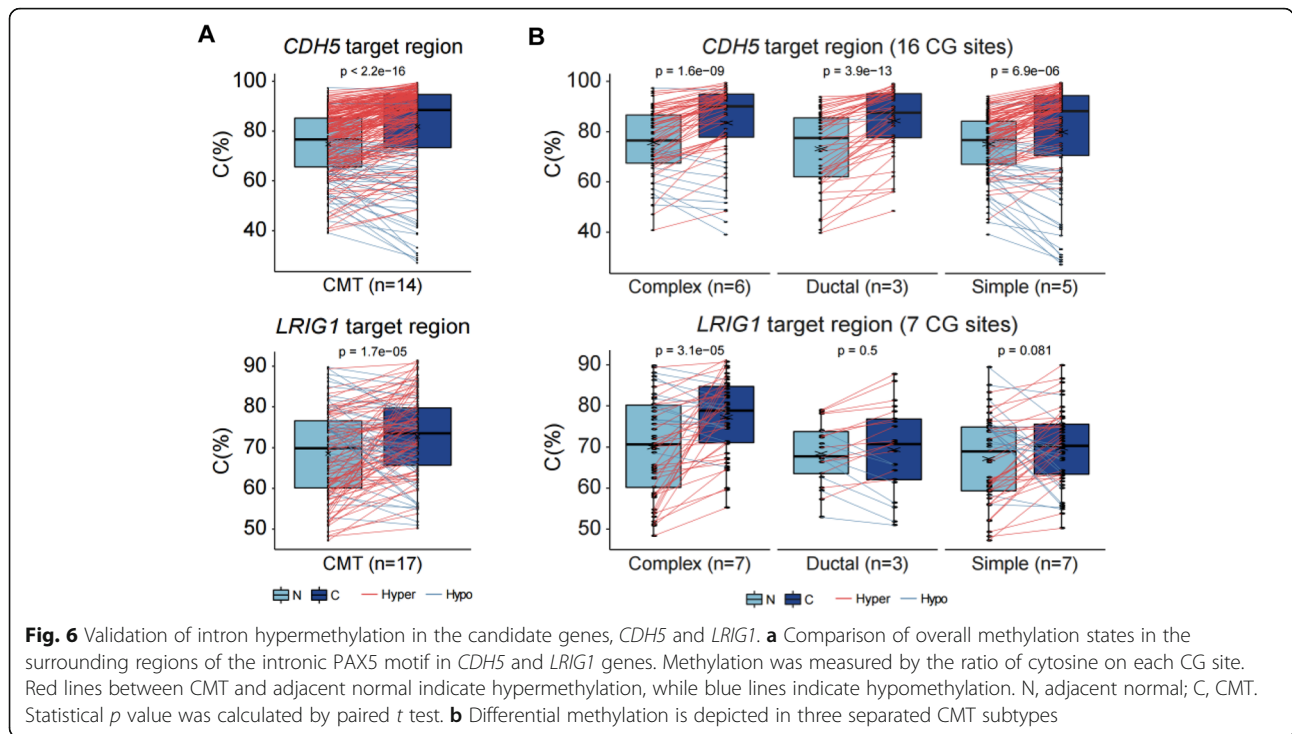 A
CDH5 target region
p < 2.2e−16
C(%)
100
80
60
40
CMT (n=14)
LRIG1 target region
p = 1.7e−05
C(%)
90
80
70
60
50
CMT (n=17)
N C Hyper Hypo
B
CDH5 target region (16 CG sites)
p = 1.6e−09 p = 3.9e−13 p = 6.9e−06
C(%)
100
80
60
40
Complex (n=6) Ductal (n=3) Simple (n=5)
LRIG1 target region (7 CG sites)
p = 3.1e−05 p = 0.5 p = 0.081
C(%)
90
80
70
60
50
Complex (n=7) Ductal (n=3) Simple (n=7)
N C Hyper Hypo
Fig. 6 Validation of intron hypermethylation in the candidate genes, CDH5 and LRIG1. a Comparison of overall methylation states in the
surrounding regions of the intronic PAX5 motif in CDH5 and LRIG1 genes. Methylation was measured by the ratio of cytosine on each CG site.
Red lines between CMT and adjacent normal indicate hypermethylation, while blue lines indicate hypomethylation. N, adjacent normal; C, CMT.
Statistical p value was calculated by paired t test. b Differential methylation is depicted in three separated CMT subtypes